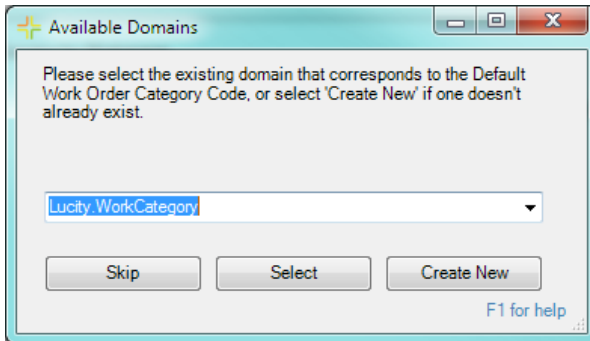 Available Domains
Please select the existing domain that corresponds to the Default
Work Order Category Code, or select 'Create New' if one doesn't
already exist.
Lucity.WorkCategory
Skip Select Create New
F1 for help